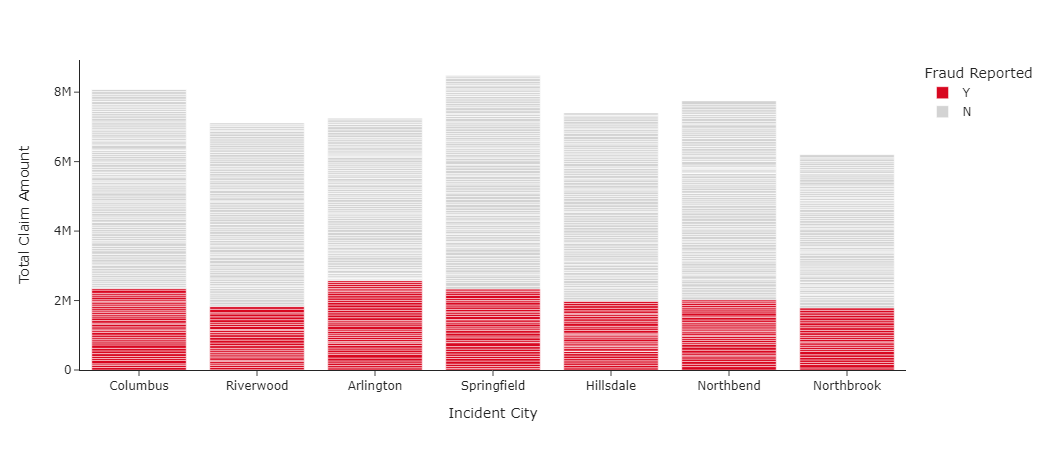 Fraud Reported
Y
N
Total Claim Amount
8M
6M
4M
2M
0
Columbus
Riverwood
Arlington
Springfield
Hillsdale
Northbend
Northbrook
Incident City